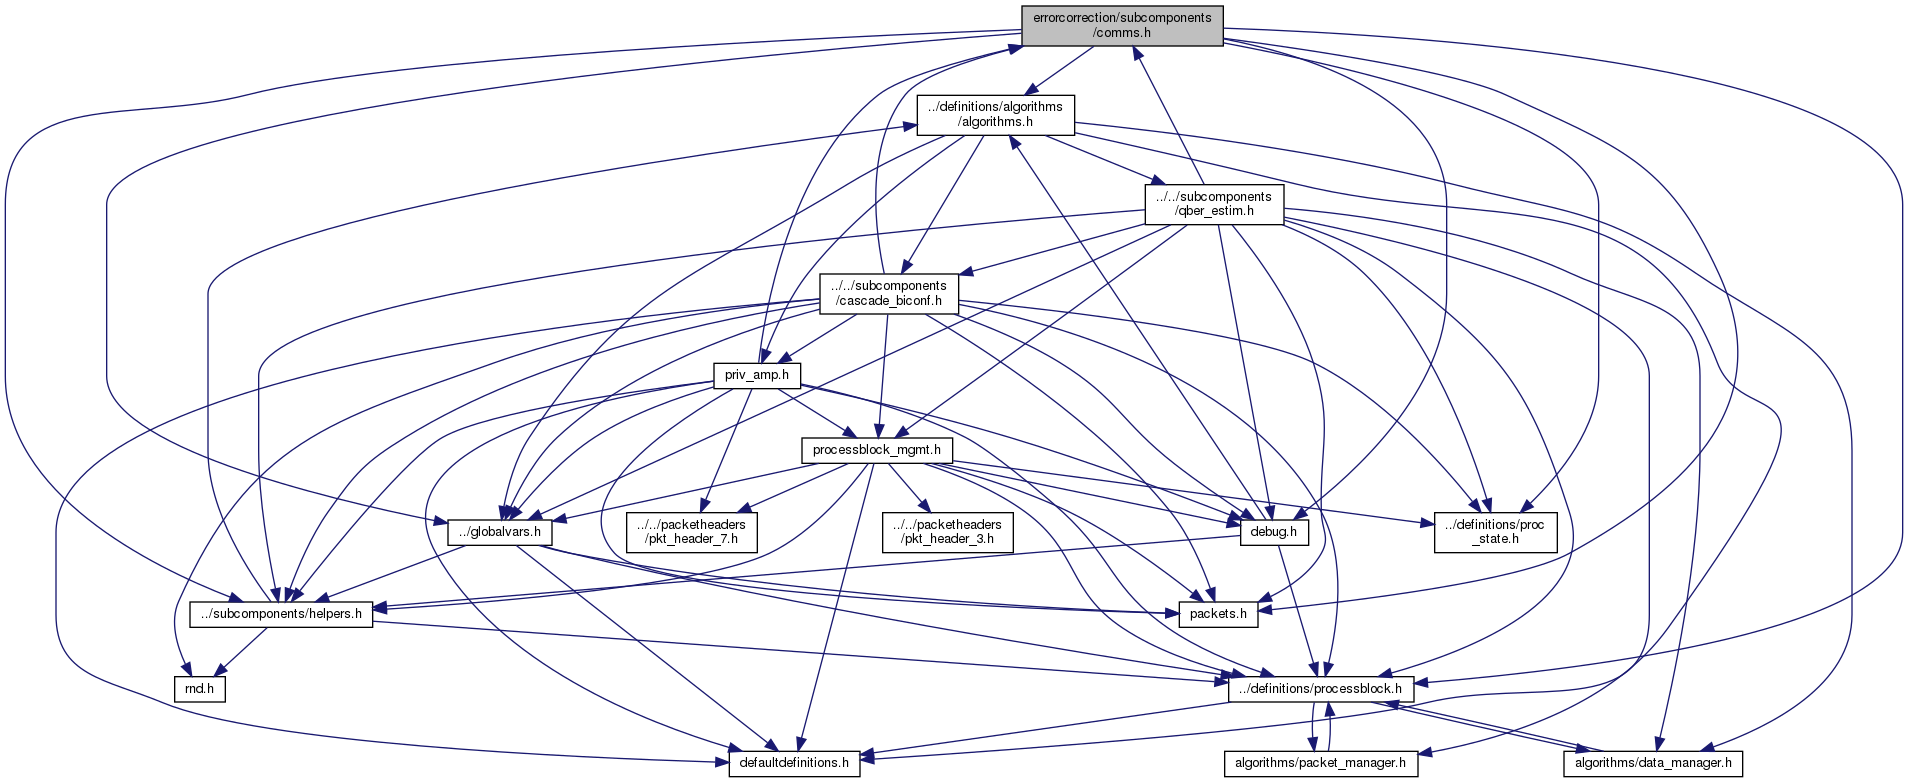 errorcorrection/subcomponents
/comms.h
../definitions/algorithms
/algorithms.h
../../subcomponents
/qber_estim.h
../../subcomponents
/cascade_biconf.h
priv_amp.h
processblock_mgmt.h
../globalvars.h
../../packetheaders
/pkt_header_7.h
../../packetheaders
/pkt_header_3.h
debug.h
../definitions/proc
_state.h
../subcomponents/helpers.h
packets.h
rnd.h
../definitions/processblock.h
defaultdefinitions.h
algorithms/packet_manager.h
algorithms/data_manager.h